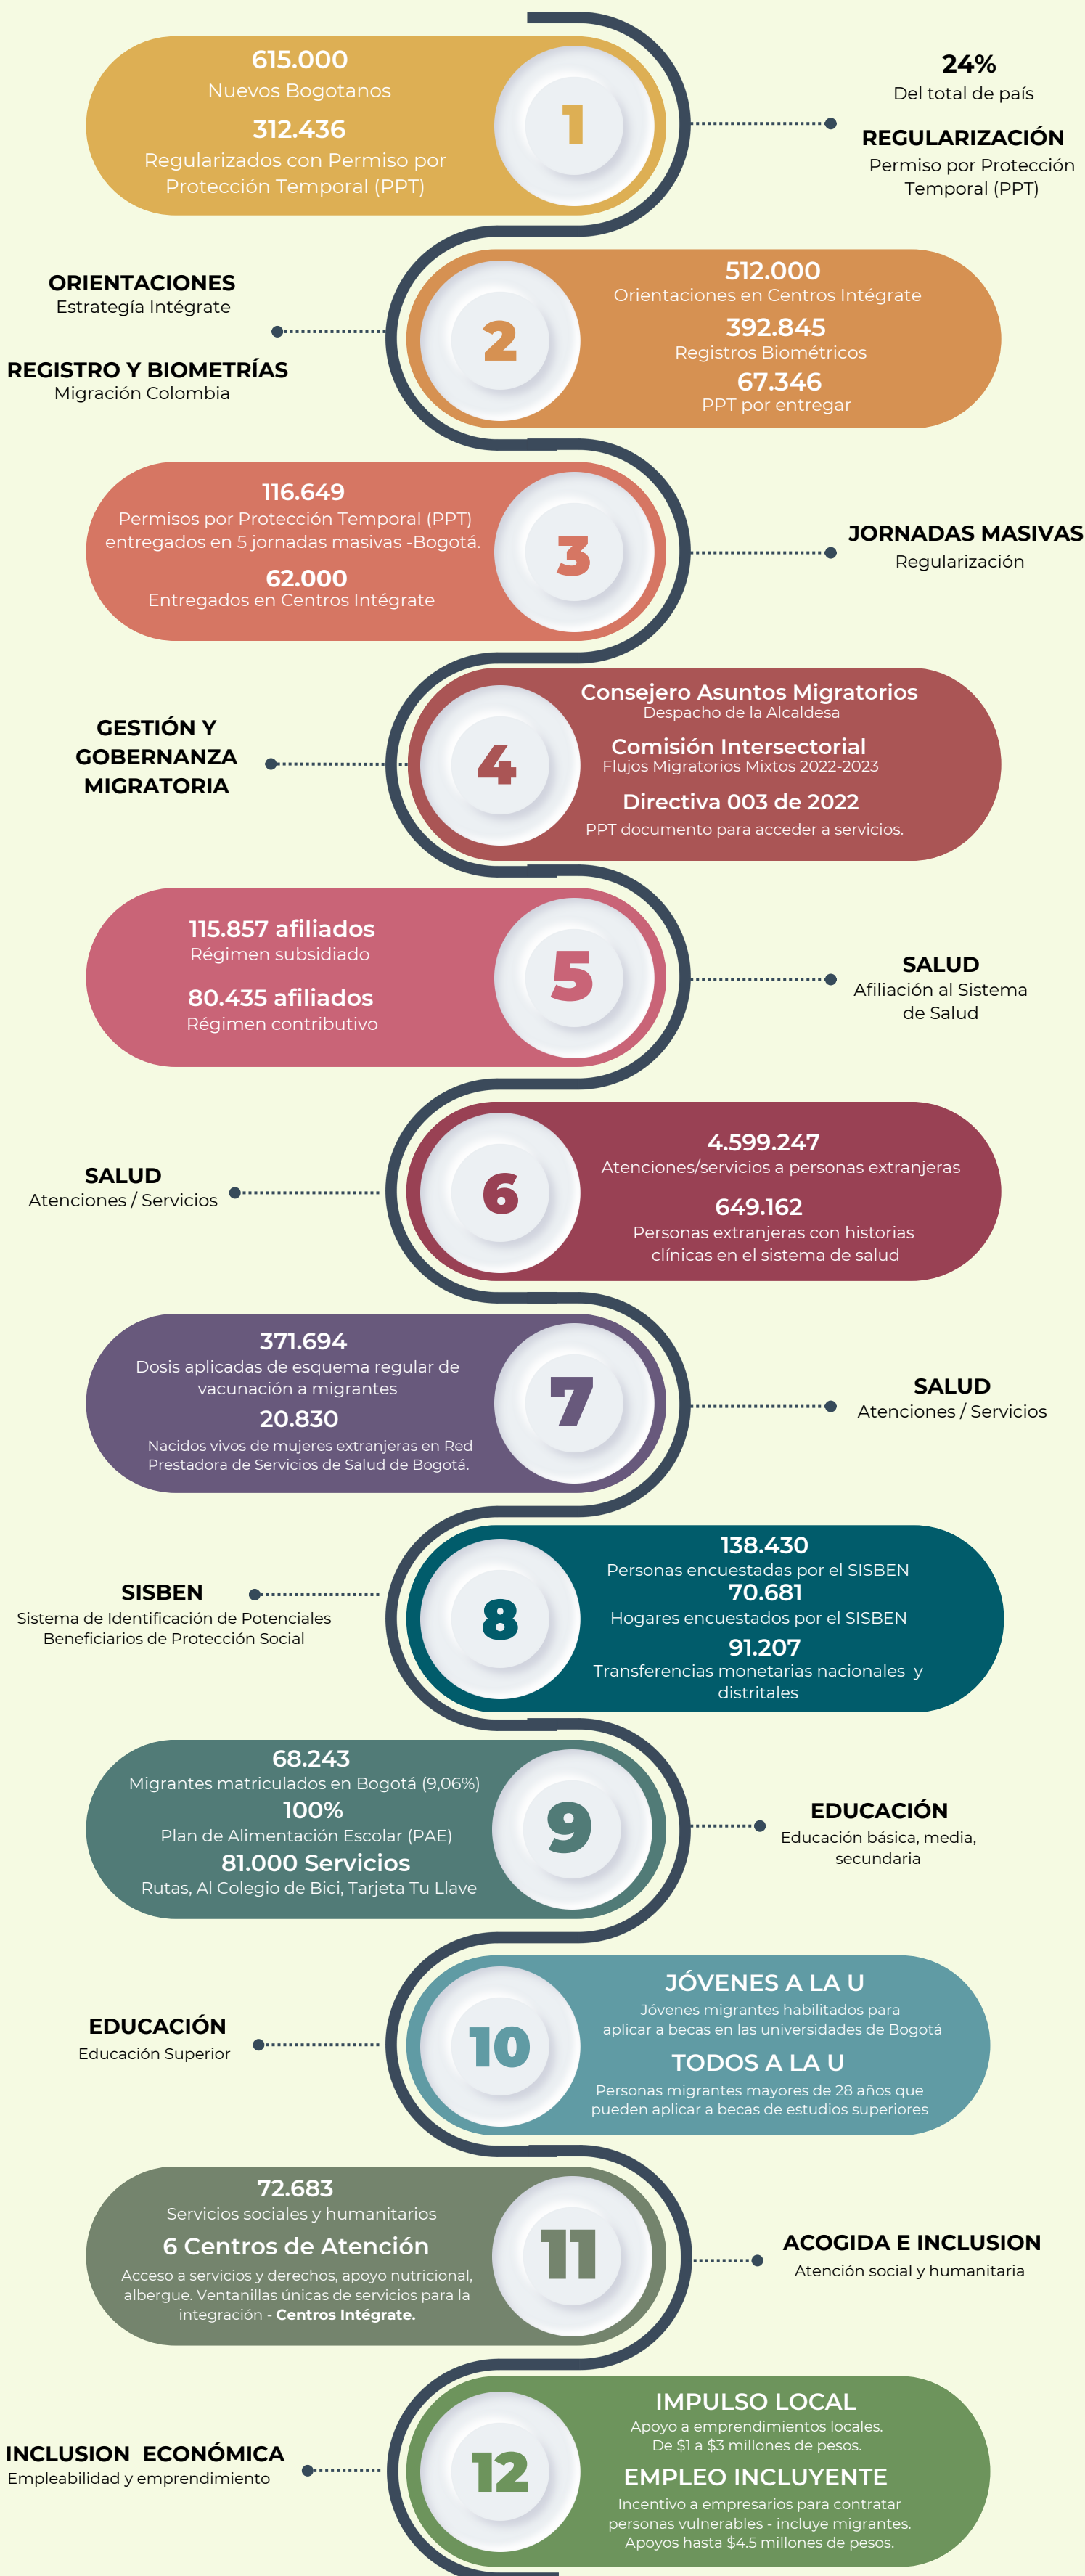 615.000
Nuevos Bogotanos
312.436
Regularizados con Permiso por
Protección Temporal (PPT)
1
24%
Del total de país
REGULARIZACIÓN
Permiso por Protección
Temporal (PPT)
ORIENTACIONES
Estrategía Intégrate
REGISTRO Y BIOMETRÍAS
Migración Colombia
2
512.000
Orientaciones en Centros Intégrate
392.845
Registros Biométricos
67.346
PPT por entregar
116.649
Permisos por Protección Temporal (PPT)
entregados en 5 jornadas masivas -Bogotá.
62.000
Entregados en Centros Intégrate
3
JORNADAS MASIVAS
Regularización
GESTIÓN Y
GOBERNANZA
MIGRATORIA
4
Consejero Asuntos Migratorios
Despacho de la Alcaldesa
Comisión Intersectorial
Flujos Migratorios Mixtos 2022-2023
Directiva 003 de 2022
PPT documento para acceder a servicios.
115.857 afiliados
Régimen subsidiado
80.435 afiliados
Régimen contributivo
5
SALUD
Afiliación al Sistema
de Salud
SALUD
Atenciones / Servicios
6
4.599.247
Atenciones/servicios a personas extranjeras
649.162
Personas extranjeras con historias
clínicas en el sistema de salud
371.694
Dosis aplicadas de esquema regular de
vacunación a migrantes
20.830
Nacidos vivos de mujeres extranjeras en Red
Prestadora de Servicios de Salud de Bogotá.
7
SALUD
Atenciones / Servicios
SISBEN
Sistema de Identificación de Potenciales
Beneficiarios de Protección Social
8
138.430
Personas encuestadas por el SISBEN
70.681
Hogares encuestados por el SISBEN
91.207
Transferencias monetarias nacionales y
distritales
68.243
Migrantes matriculados en Bogotá (9,06%)
100%
Plan de Alimentación Escolar (PAE)
81.000 Servicios
Rutas, Al Colegio de Bici, Tarjeta Tu Llave
9
EDUCACIÓN
Educación básica, media,
secundaria
EDUCACIÓN
Educación Superior
10
JÓVENES A LA U
Jóvenes migrantes habilitados para
aplicar a becas en las universidades de Bogotá
TODOS A LA U
Personas migrantes mayores de 28 años que
pueden aplicar a becas de estudios superiores
72.683
Servicios sociales y humanitarios
6 Centros de Atención
Acceso a servicios y derechos, apoyo nutricional,
albergue. Ventanillas únicas de servicios para la
integración - Centros Intégrate.
11
ACOGIDA E INCLUSION
Atención social y humanitaria
INCLUSION ECONÓMICA
Empleabilidad y emprendimiento
12
IMPULSO LOCAL
Apoyo a emprendimientos locales.
De $1 a $3 millones de pesos.
EMPLEO INCLUYENTE
Incentivo a empresarios para contratar
personas vulnerables - incluye migrantes.
Apoyos hasta $4.5 millones de pesos.